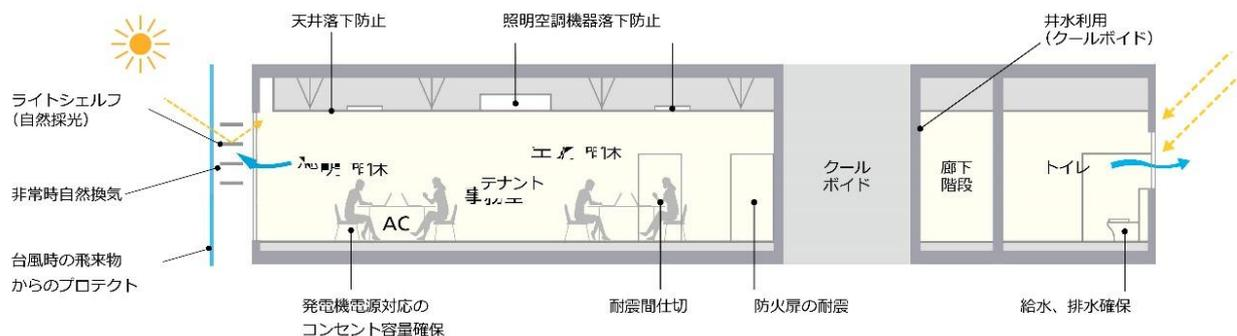 天井落下防止
照明空調機器落下防止
井水利用
(クールボイド)
ライトシェルフ
(自然採光)
非常時自然換気
台風時の飛来物
からのプロテクト
テナント
AC
クール
ボイド
廊下
階段
トイレ
発電機電源対応の
コンセント容量確保
耐震間仕切
防火扉の耐震
給水、排水確保